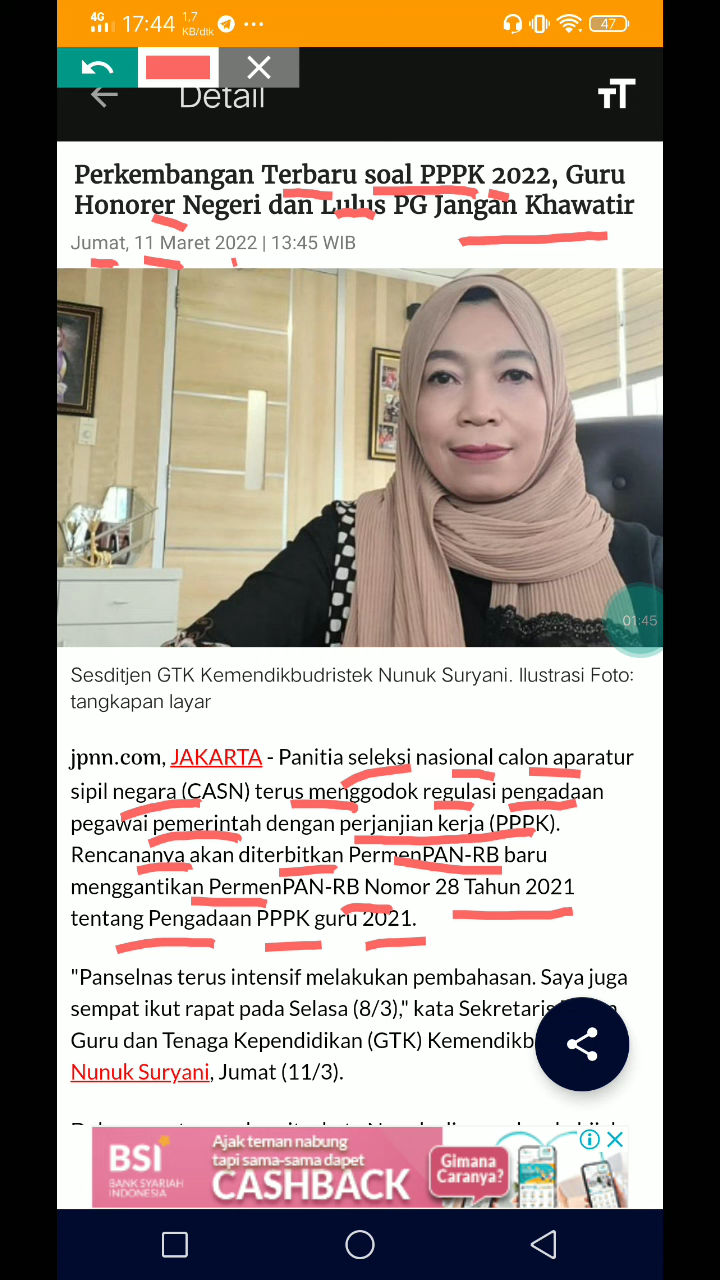 4G 17:44 1.7 KB/dtk 47
Detail
Perkembangan Terbaru soal PPPK 2022, Guru
Honorer Negeri dan Lulus PG Jangan Khawatir
Jumat, 11 Maret 2022 | 13:45 WIB
01:45
Sesditjen GTK Kemendikbudristek Nunuk Suryani. Ilustrasi Foto:
tangkapan layar
jpnn.com, JAKARTA - Panitia seleksi nasional calon aparatur
sipil negara (CASN) terus menggodok regulasi pengadaan
pegawai pemerintah dengan perjanjian kerja (PPPK).
Rencananya akan diterbitkan PermenPAN-RB baru
menggantikan PermenPAN-RB Nomor 28 Tahun 2021
tentang Pengadaan PPPK guru 2021.
"Panselnas terus intensif melakukan pembahasan. Saya juga
sempat ikut rapat pada Selasa (8/3)," kata Sekretaris
Guru dan Tenaga Kependidikan (GTK) Kemendikb
Nunuk Suryani, Jumat (11/3).
BSI
BANK SYARIAH
INDONESIA
Ajak teman nabung
tapi sama-sama dapet
CASHBACK
Gimana
Caranya?